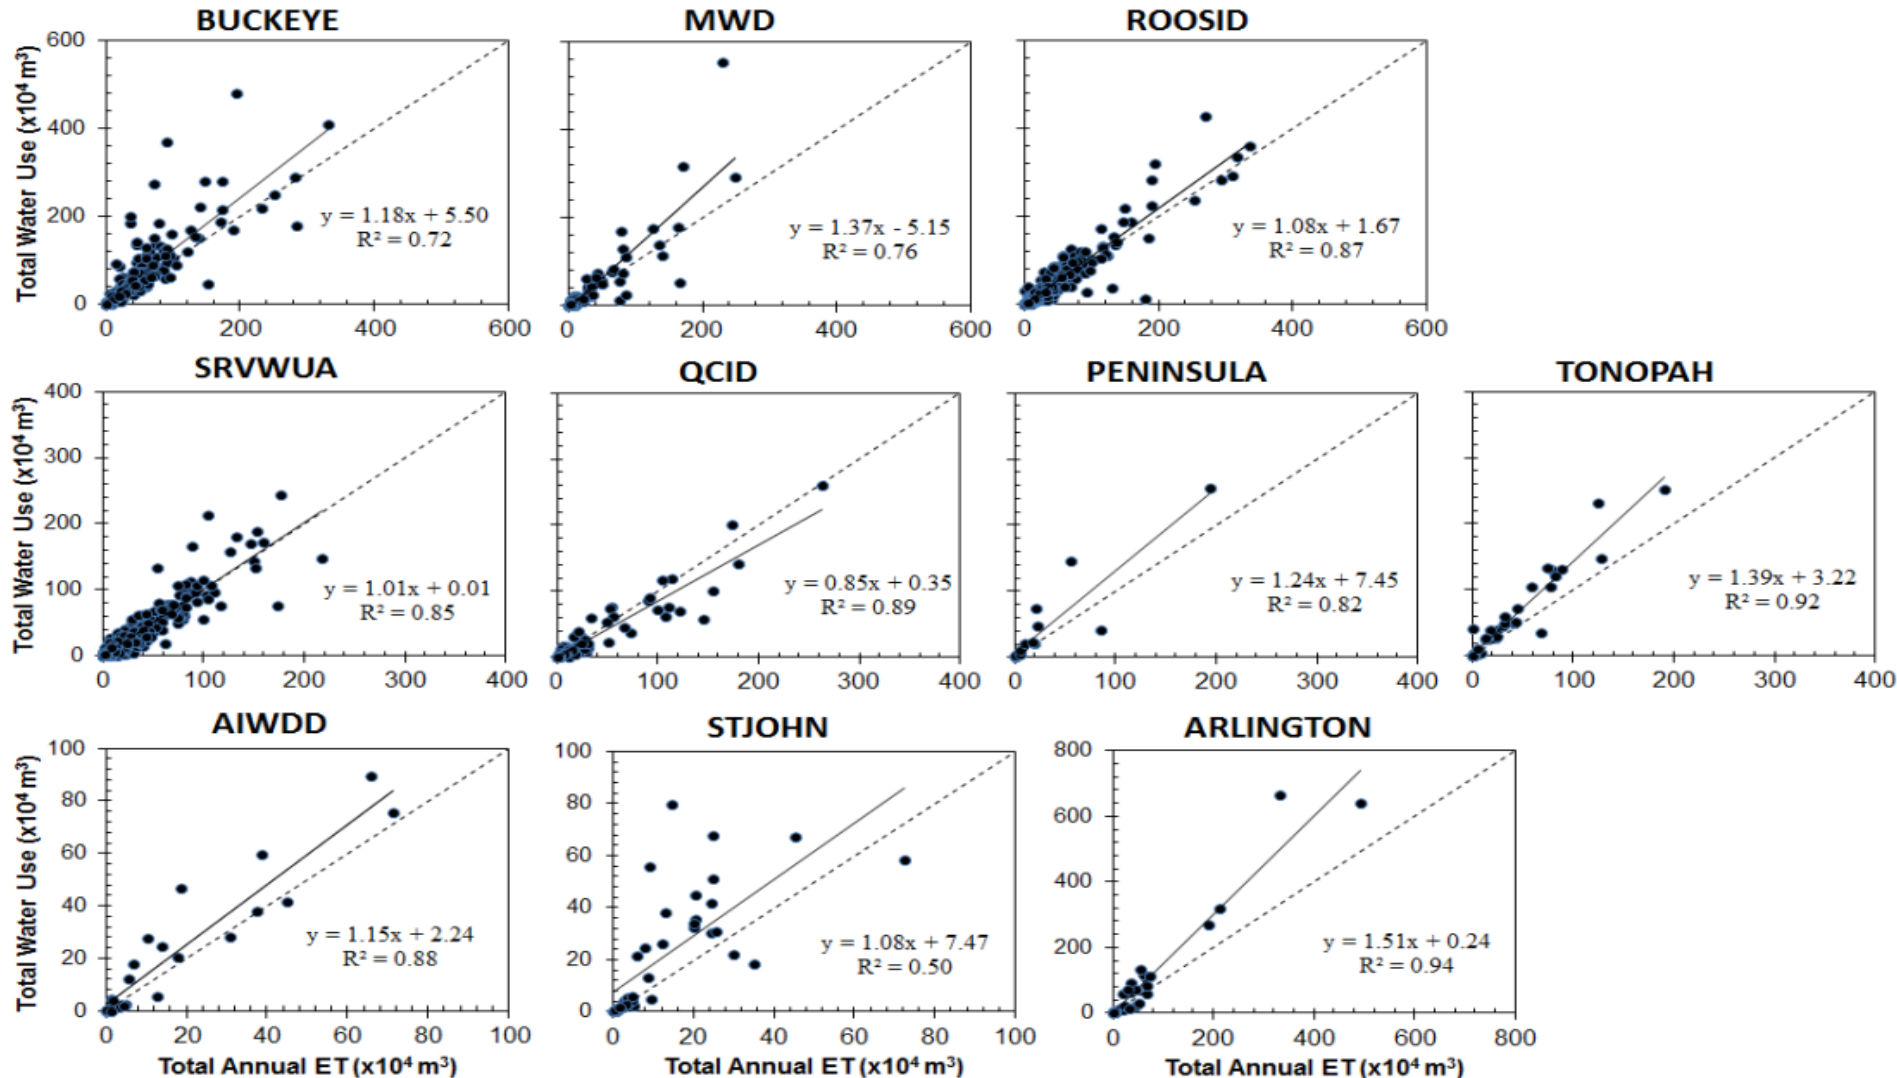 BUCKEYE
MWD
ROOSID
Total Water Use (x10⁴ m³)
600
400
200
0
y = 1.18x + 5.50
R² = 0.72
0 200 400 600
y = 1.37x - 5.15
R² = 0.76
0 200 400 600
y = 1.08x + 1.67
R² = 0.87
0 200 400 600
SRVWUA
QCID
PENINSULA
TONOPAH
Total Water Use (x10⁴ m³)
400
300
200
100
0
y = 1.01x + 0.01
R² = 0.85
0 100 200 400
y = 0.85x + 0.35
R² = 0.89
0 100 200 300 400
y = 1.24x + 7.45
R² = 0.82
0 100 200 300 400
y = 1.39x + 3.22
R² = 0.92
0 100 200 300 400
AIWDD
STJOHN
ARLINGTON
Total Water Use (x10⁴ m³)
100
80
60
40
20
0
y = 1.15x + 2.24
R² = 0.88
0 20 40 60 80 100
Total Annual ET (x10⁴ m³)
100
80
60
40
20
0
y = 1.08x + 7.47
R² = 0.50
0 20 40 60 80 100
Total Annual ET (x10⁴ m³)
800
600
400
200
0
y = 1.51x + 0.24
R² = 0.94
0 200 400 600 800
Total Annual ET (x10⁴ m³)